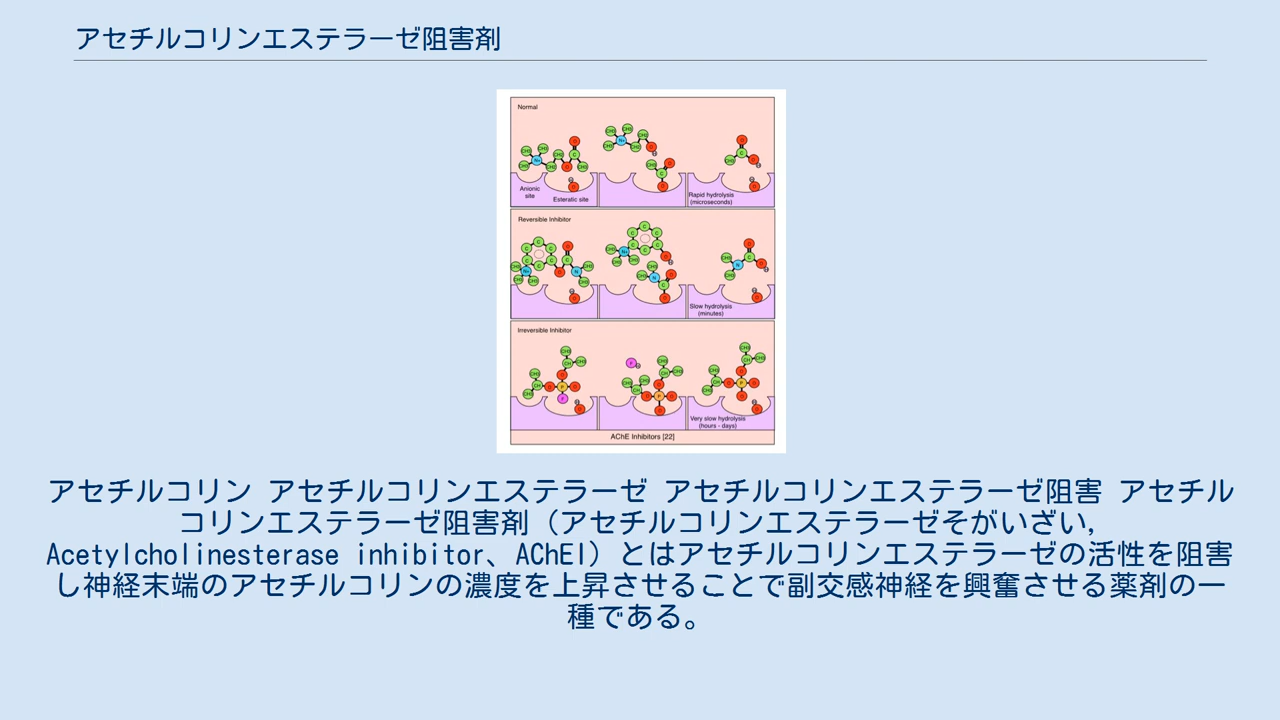 アセチルコリンエステラーゼ阻害剤
Normal
Anionic
site
Esteratic site
Rapid hydrolysis
(microseconds)
Reversible Inhibitor
Slow hydrolysis
(minutes)
Irreversible Inhibitor
Very slow hydrolysis
(hours - days)
AChE Inhibitors [22]
アセチルコリン アセチルコリンエステラーゼ アセチルコリンエステラーゼ阻害 アセチル
コリンエステラーゼ阻害剤（アセチルコリンエステラーゼそがいざい,
Acetylcholinesterase inhibitor、AChEI）とはアセチルコリンエステラーゼの活性を阻害
し神経末端のアセチルコリンの濃度を上昇させることで副交感神経を興奮させる薬剤の一
種である。